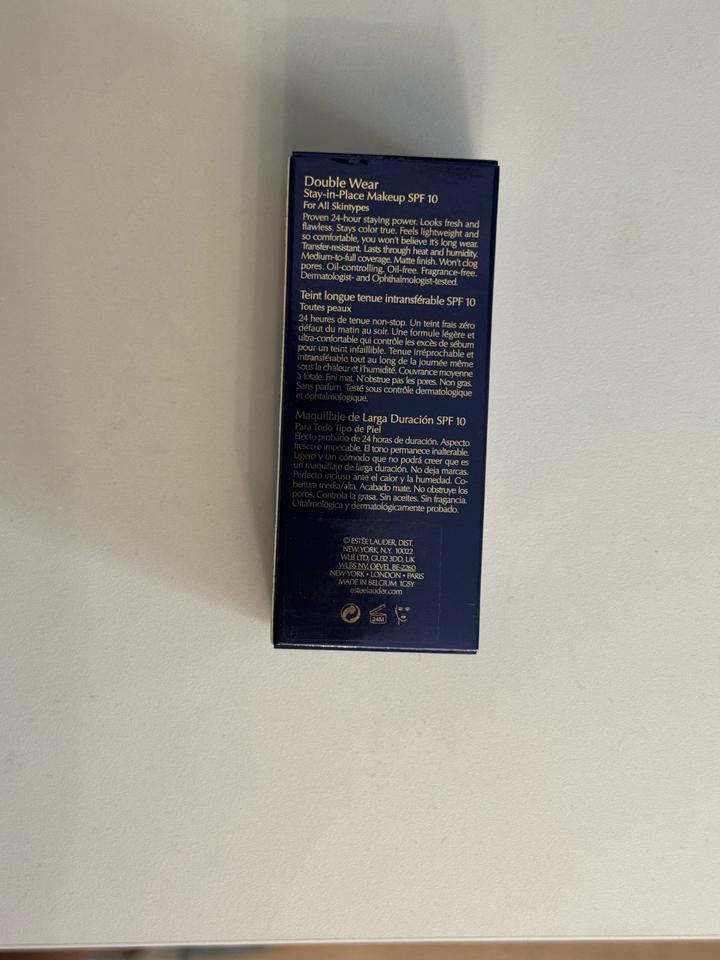 Double Wear
Stay-in-Place Makeup SPF 10
For All Skintypes
Proven 24-hour staying power. Looks fresh and
flawless. Stays color true. Feels lightweight and
so comfortable, you won't believe it's long wear.
Transfer-resistant. Lasts through heat and humidity.
Medium-to-full coverage. Matte finish. Won't clog
pores. Oil-controlling. Oil-free. Fragrance-free.
Dermatologist- and Ophthalmologist-tested.
Teint longue tenue intransférable SPF 10
Toutes peaux
24 heures de tenue non-stop. Un teint frais zéro
défaut du matin au soir. Une formule légère et
ultra-confortable qui contrôle les excès de sébum
pour un teint infaillible. Tenue irréprochable et
intransférable tout au long de la journée même
sous la chaleur et l'humidité. Couvrance moyenne
à totale. Fini mat. N'obstrue pas les pores. Non gras.
Sans parfum. Testé sous contrôle dermatologique
et ophtalmologique.
Maquillaje de Larga Duración SPF 10
Para Todo Tipo de Piel
Efecto probado de 24 horas de duración. Aspecto
fresco e impecable. El tono permanece inalterable.
Ligero y tan cómodo que no podrá creer que es
un maquillaje de larga duración. No deja marcas.
Perfecto incluso ante el calor y la humedad. Co-
bertura media/alta. Acabado mate. No obstruye los
poros. Controla la grasa. Sin aceites. Sin fragancia.
Oftalmológica y dermatológicamente probado.
© ESTĒE LAUDER, DIST.
NEW YORK, N.Y. 10022
WLB LTD, GU32 3DD, UK
WUBS NV, OEVEL BE-2260
NEW YORK • LONDON • PARIS
MADE IN BELGIUM 1GSY
esteelauder.com
24M